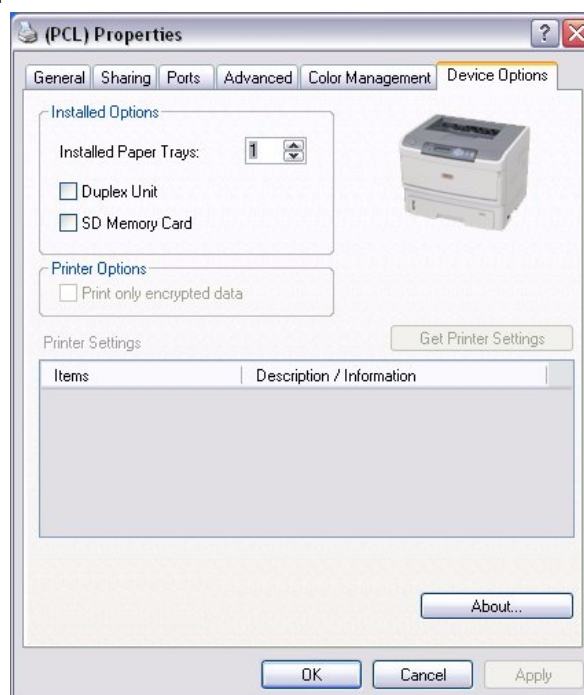 (PCL) Properties
General Sharing Ports Advanced Color Management Device Options
Installed Options
Installed Paper Trays: 1
Duplex Unit
SD Memory Card
Printer Options
Print only encrypted data
Printer Settings Get Printer Settings
Items Description / Information
About...
OK Cancel Apply